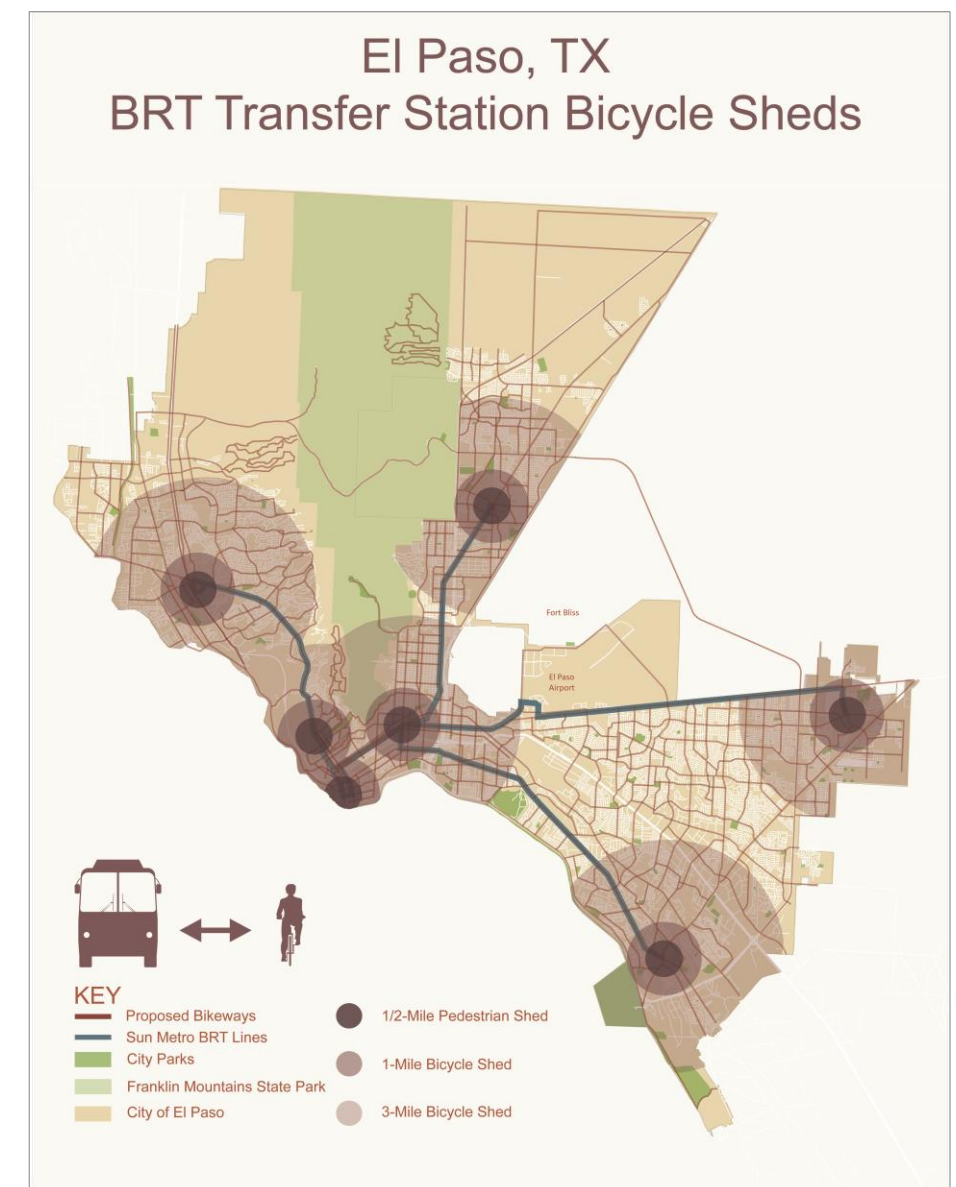 El Paso, TX
BRT Transfer Station Bicycle Sheds
Fort Bliss
El Paso
Airport
KEY
Proposed Bikeways
Sun Metro BRT Lines
City Parks
Franklin Mountains State Park
City of El Paso
1/2-Mile Pedestrian Shed
1-Mile Bicycle Shed
3-Mile Bicycle Shed